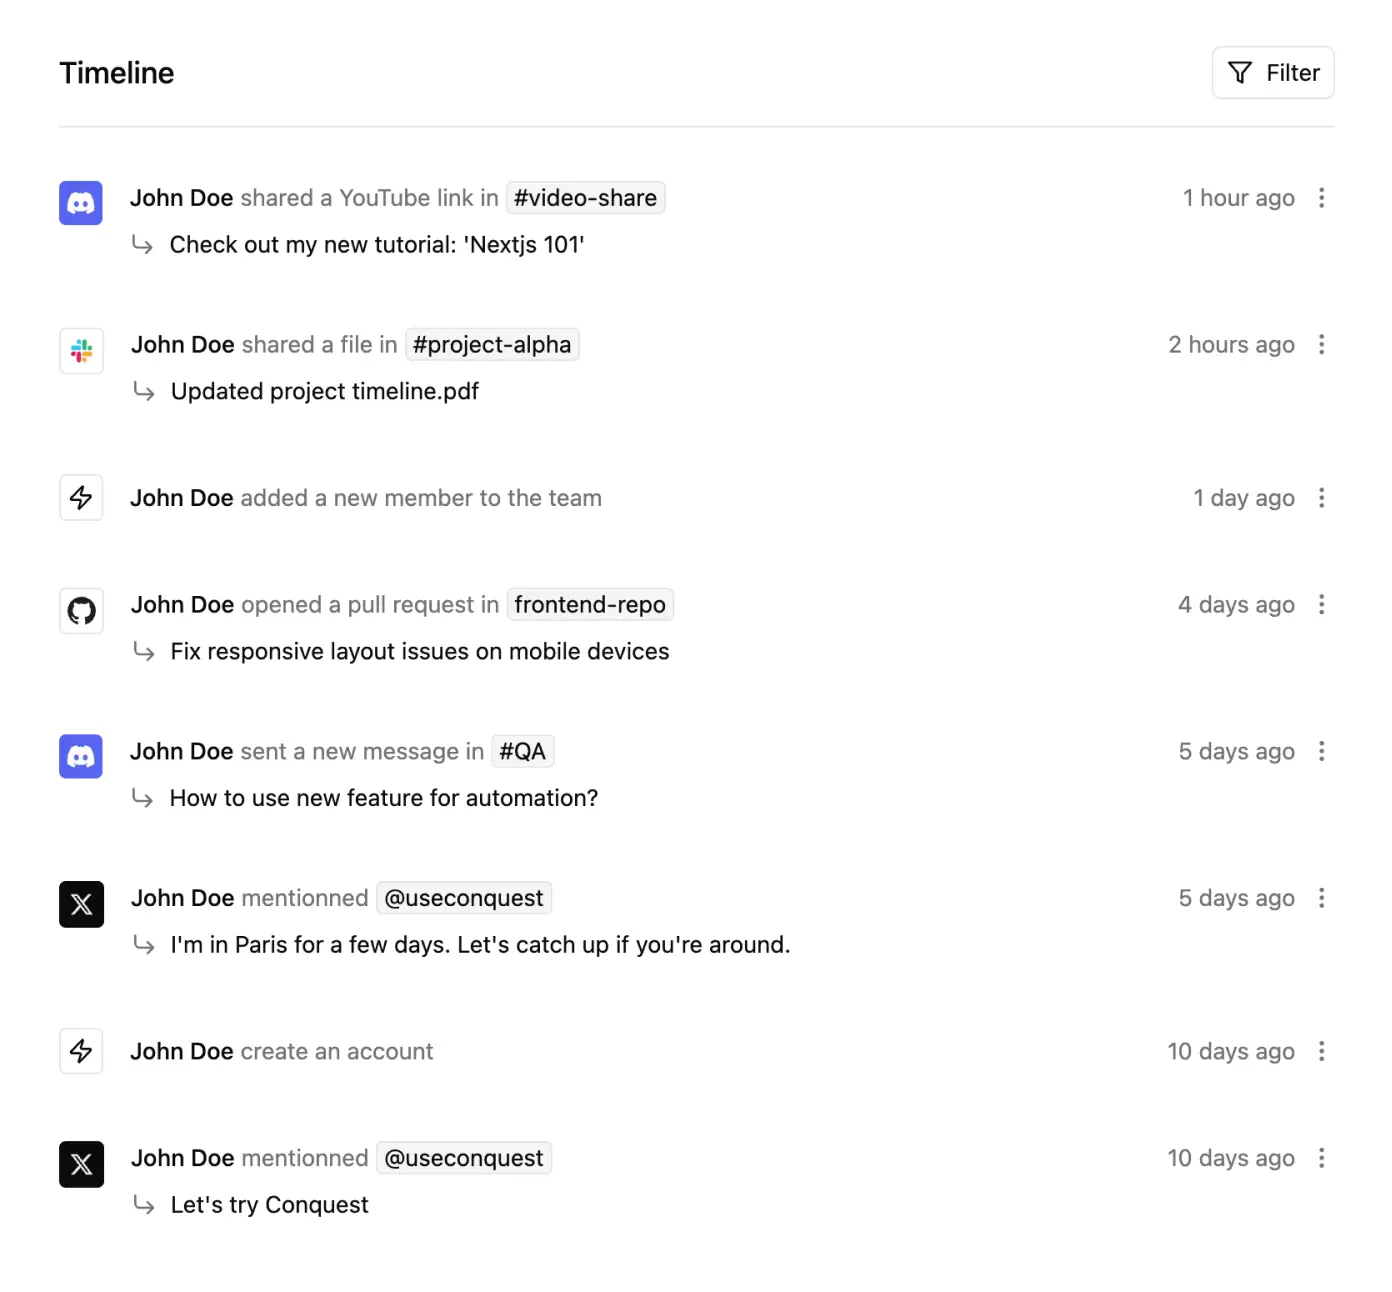 Timeline
Filter
John Doe shared a YouTube link in #video-share
1 hour ago
Check out my new tutorial: 'Nextjs 101'
John Doe shared a file in #project-alpha
2 hours ago
Updated project timeline.pdf
John Doe added a new member to the team
1 day ago
John Doe opened a pull request in frontend-repo
4 days ago
Fix responsive layout issues on mobile devices
John Doe sent a new message in #QA
5 days ago
How to use new feature for automation?
John Doe mentionned @useconquest
5 days ago
I'm in Paris for a few days. Let's catch up if you're around.
John Doe create an account
10 days ago
John Doe mentionned @useconquest
10 days ago
Let's try Conquest